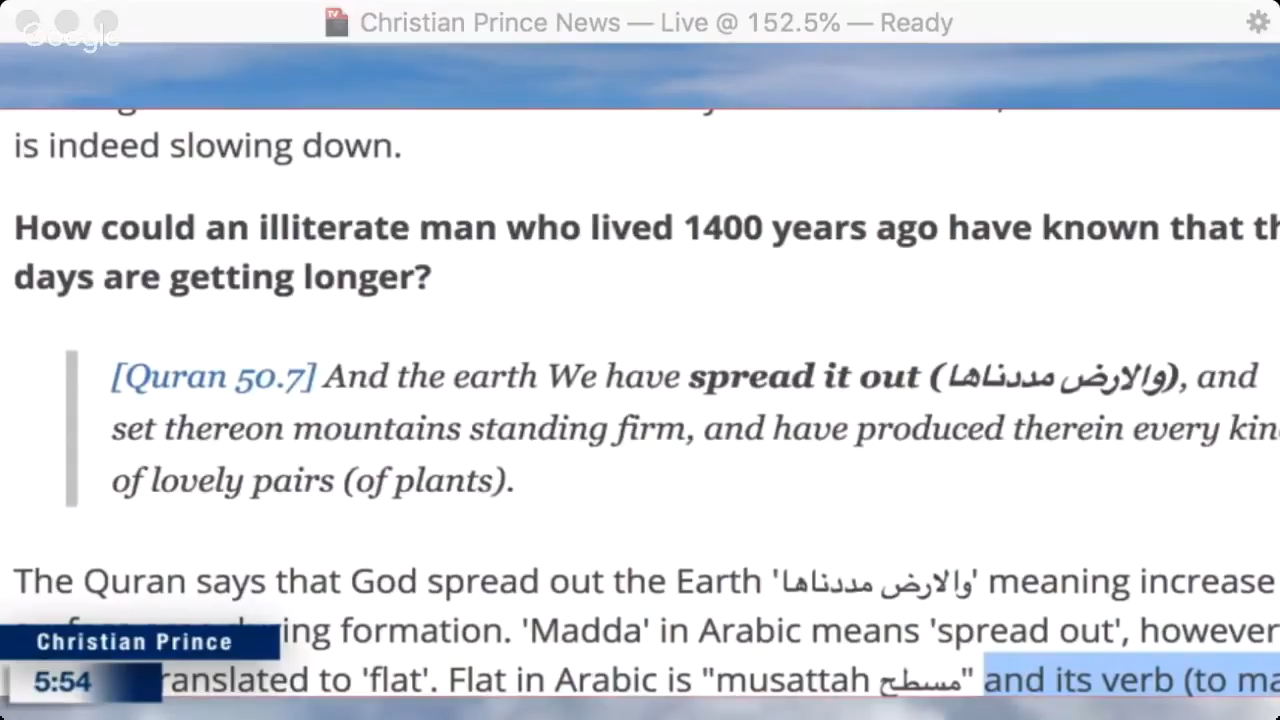 Christian Prince News — Live @ 152.5% — Ready
Google
is indeed slowing down.
How could an illiterate man who lived 1400 years ago have known that th
days are getting longer?
[Quran 50.7] And the earth We have spread it out (والارض مددناها), and
set thereon mountains standing firm, and have produced therein every kin
of lovely pairs (of plants).
The Quran says that God spread out the Earth 'والارض مددناها' meaning increase
ing formation. 'Madda' in Arabic means 'spread out', however
Christian Prince
ranslated to 'flat'. Flat in Arabic is "musattah مسطح" and its verb (to ma
5:54